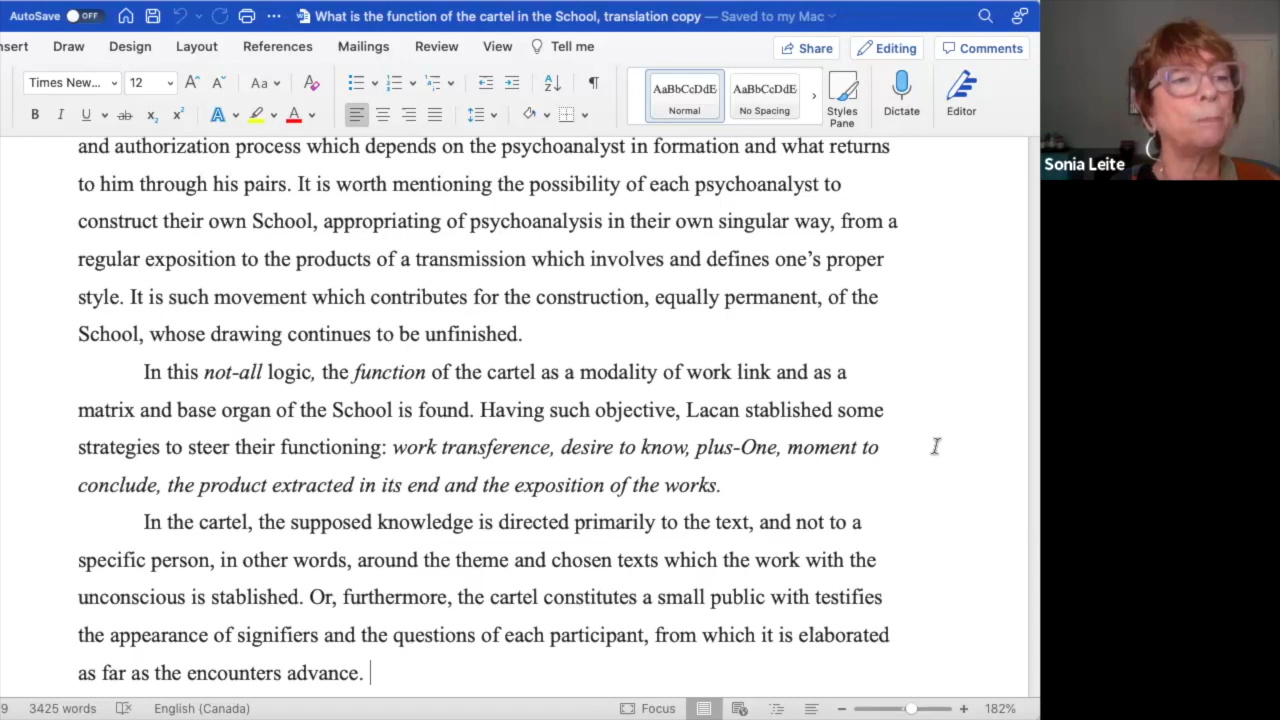 AutoSave OFF What is the function of the cartel in the School, translation copy — Saved to my Mac
nsert Draw Design Layout References Mailings Review View Tell me Share Editing Comments
Times New... 12 Aa AaBbCcDdE AaBbCcDdE
B I U ab x₂ x² A A Normal No Spacing Styles Pane Dictate Editor
Sonia Leite
and authorization process which depends on the psychoanalyst in formation and what returns
to him through his pairs. It is worth mentioning the possibility of each psychoanalyst to
construct their own School, appropriating of psychoanalysis in their own singular way, from a
regular exposition to the products of a transmission which involves and defines one’s proper
style. It is such movement which contributes for the construction, equally permanent, of the
School, whose drawing continues to be unfinished.
In this not-all logic, the function of the cartel as a modality of work link and as a
matrix and base organ of the School is found. Having such objective, Lacan stablished some
strategies to steer their functioning: work transference, desire to know, plus-One, moment to
conclude, the product extracted in its end and the exposition of the works.
In the cartel, the supposed knowledge is directed primarily to the text, and not to a
specific person, in other words, around the theme and chosen texts which the work with the
unconscious is stablished. Or, furthermore, the cartel constitutes a small public with testifies
the appearance of signifiers and the questions of each participant, from which it is elaborated
as far as the encounters advance.
9 3425 words English (Canada) Focus 182%